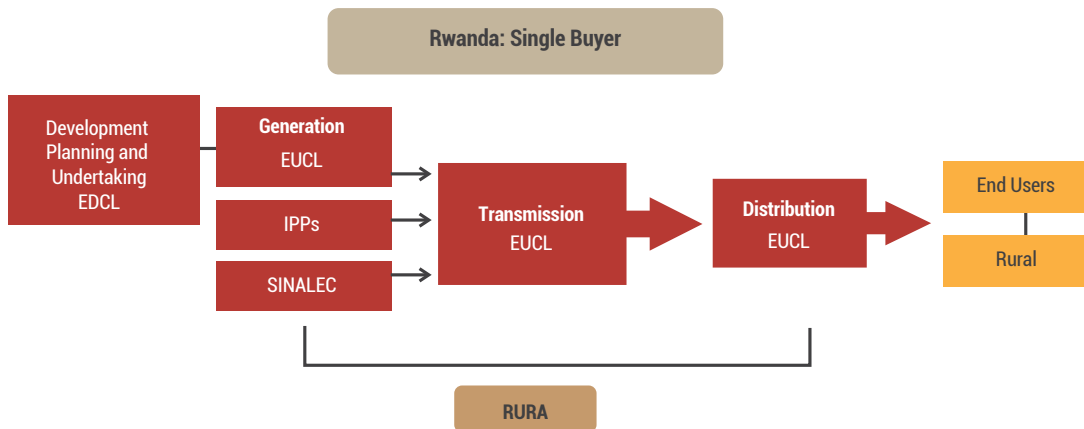 Rwanda: Single Buyer
Development
Planning and
Undertaking
EDCL
Generation
EUCL
IPPs
SINALEC
Transmission
EUCL
Distribution
EUCL
End Users
Rural
RURA